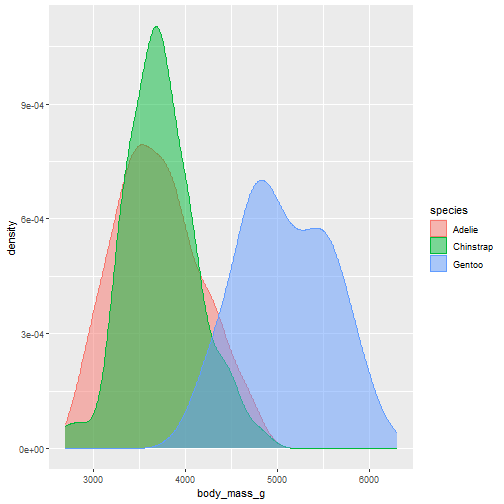 density
9e-04
6e-04
3e-04
0e+00
3000 4000 5000 6000
body_mass_g
species
Adelie
Chinstrap
Gentoo